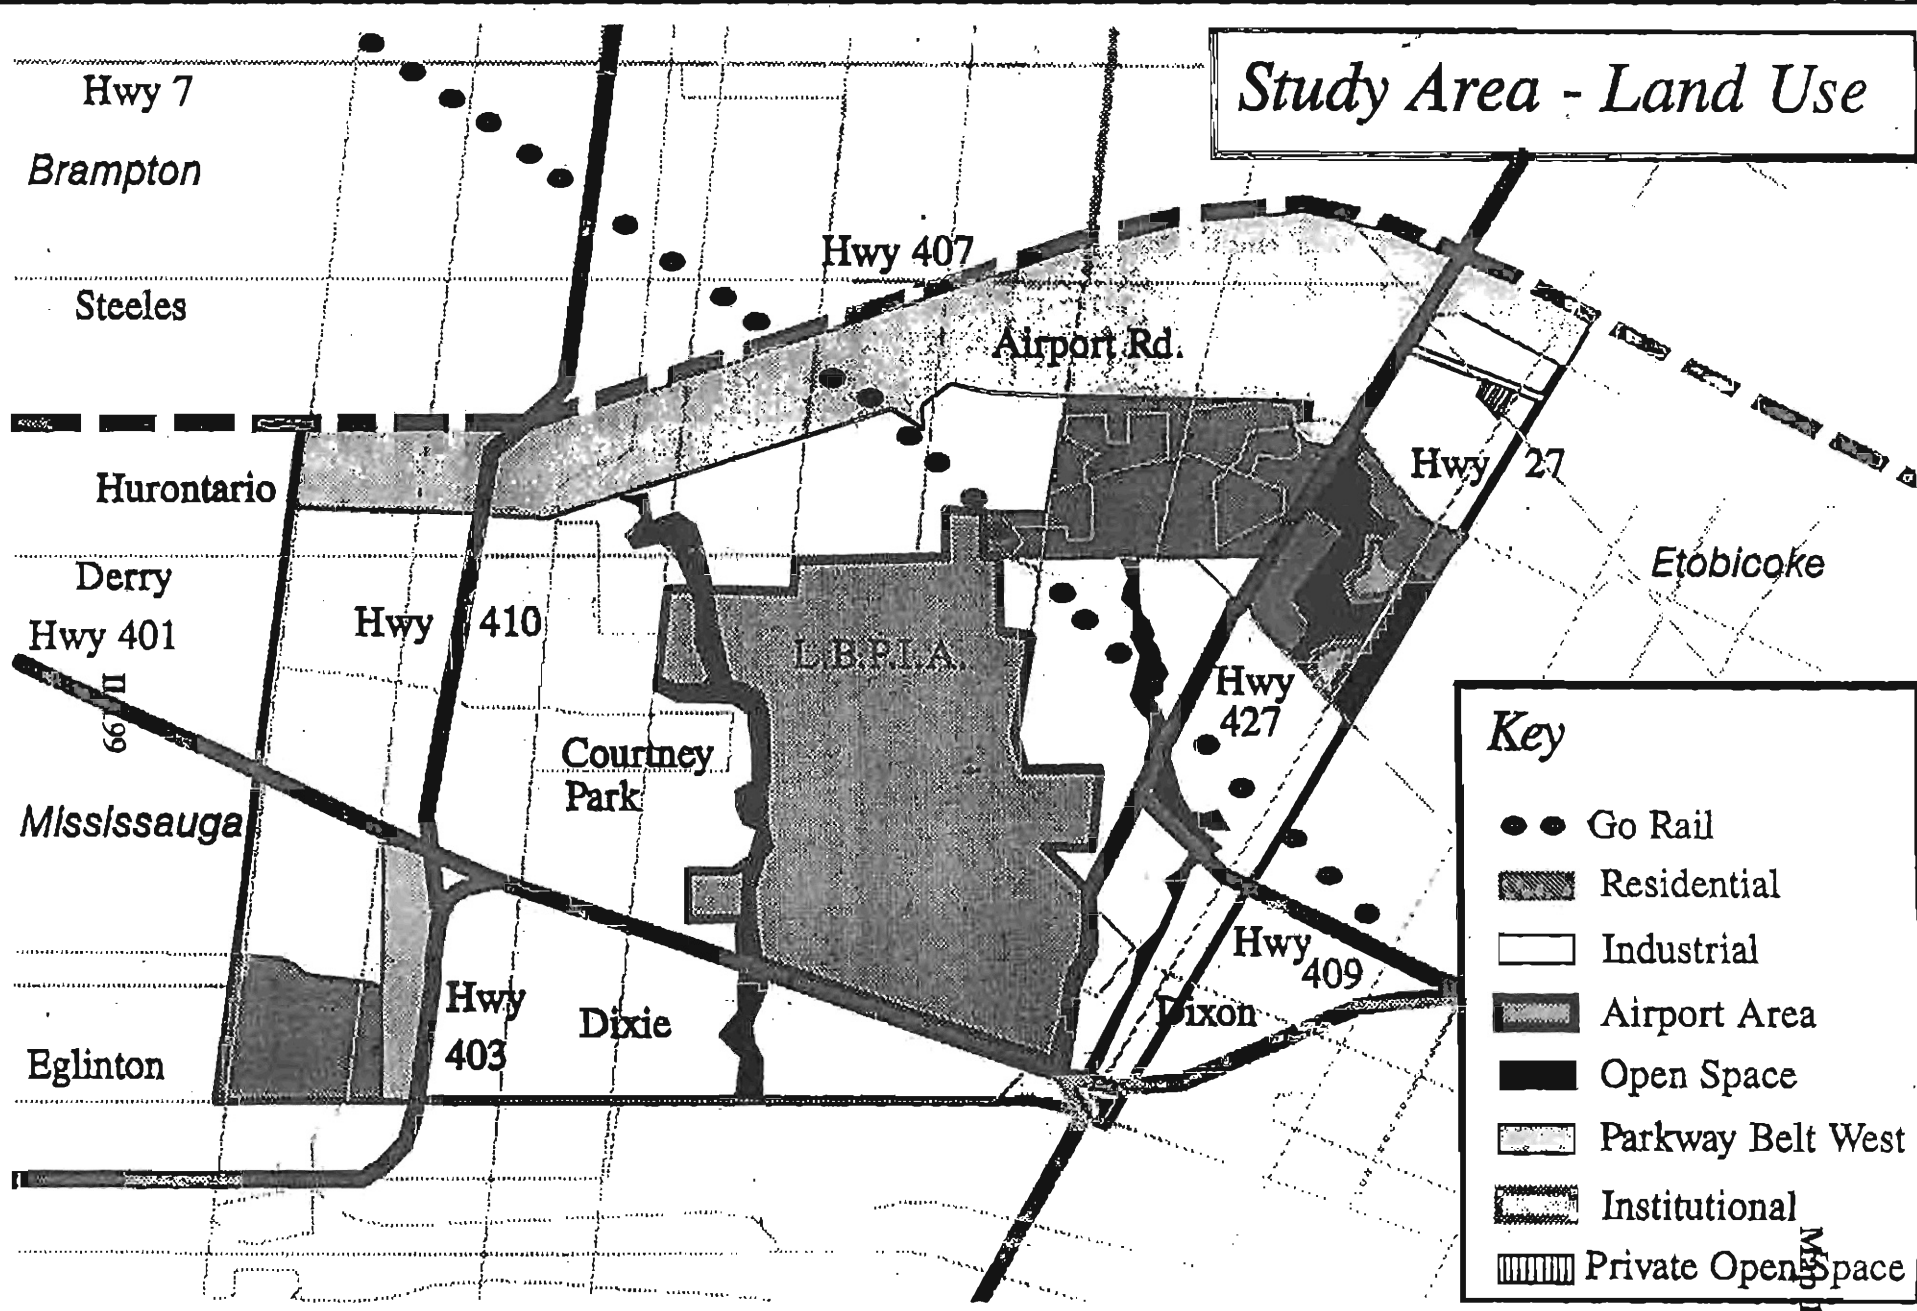 Study Area - Land Use
Hwy 7
Brampton
Hwy 407
Steeles
Airport Rd.
Hurontario
Hwy 27
Etobicoke
Derry
Hwy 401
Hwy 410
L.B.P.I.A.
II 99
Hwy
427
Courtney
Park
Mississauga
Hwy
409
Hwy
403
Dixie
Dixon
Eglinton
Key
Go Rail
Residential
Industrial
Airport Area
Open Space
Parkway Belt West
Institutional
Private Open Space